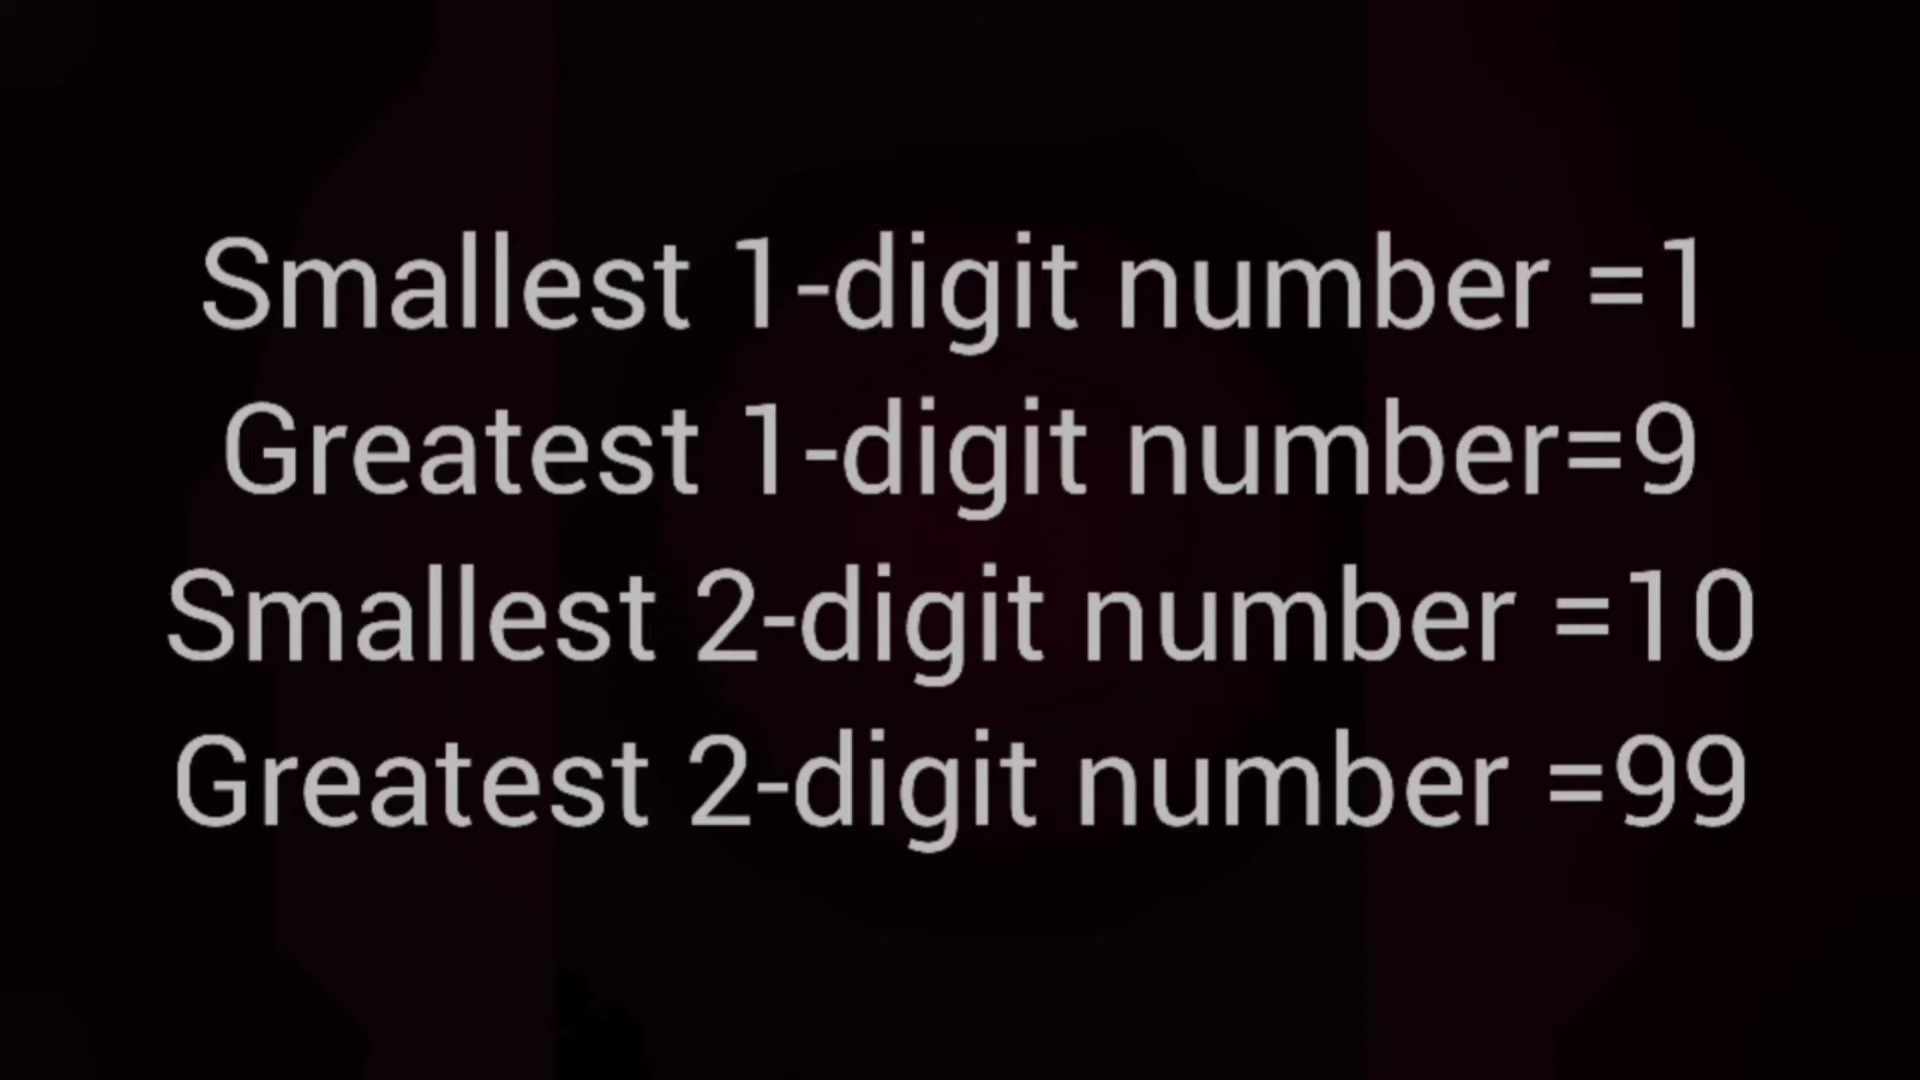 Smallest 1-digit number =1
Greatest 1-digit number=9
Smallest 2-digit number =10
Greatest 2-digit number =99